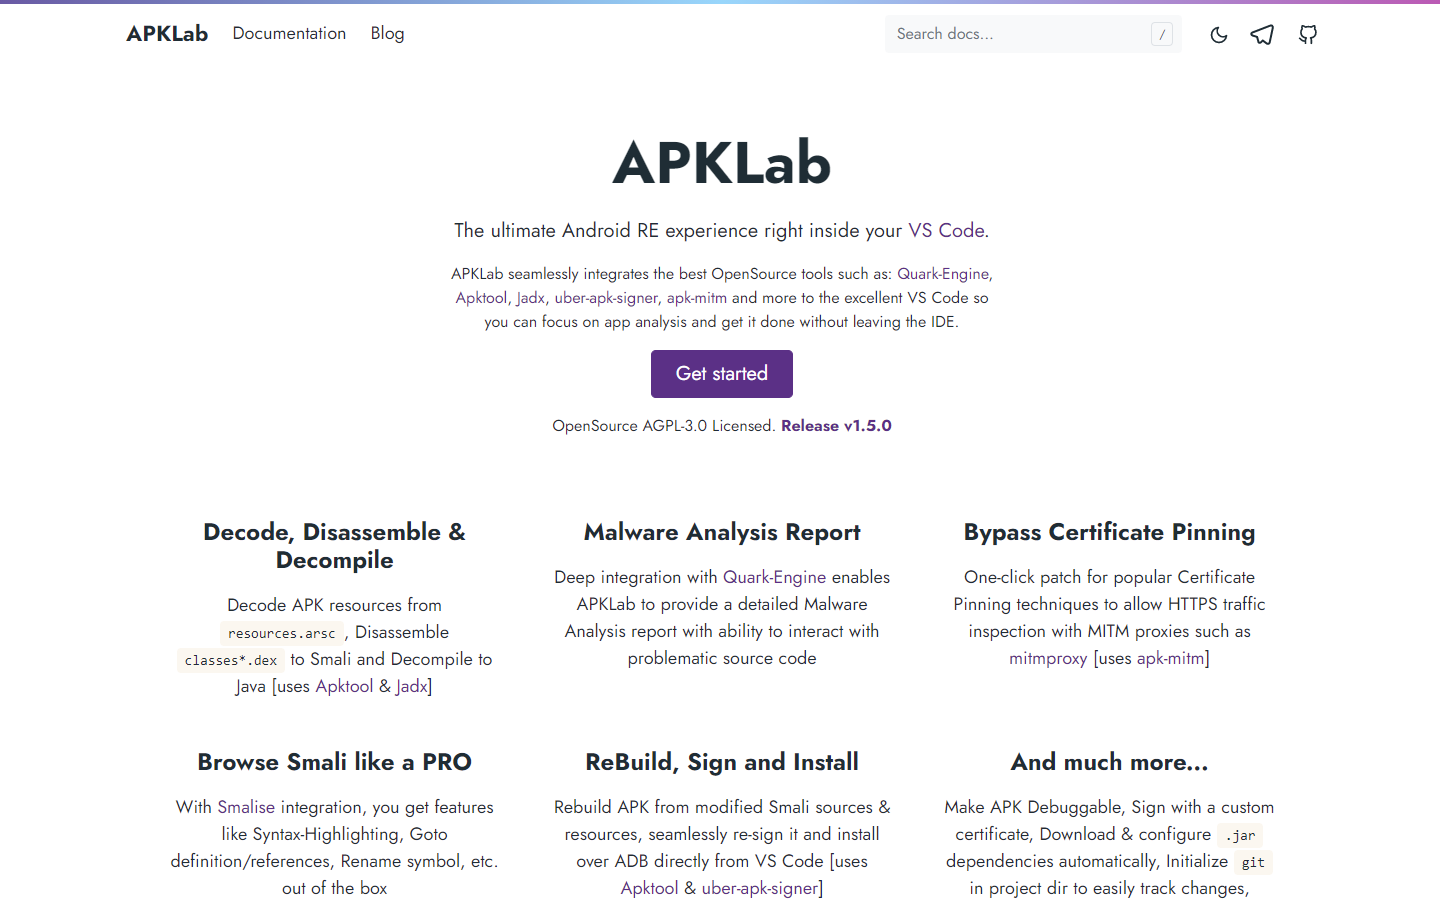 APKLab Documentation Blog Search docs... /
APKLab
The ultimate Android RE experience right inside your VS Code.
APKLab seamlessly integrates the best OpenSource tools such as: Quark-Engine,
Apktool, Jadx, uber-apk-signer, apk-mitm and more to the excellent VS Code so
you can focus on app analysis and get it done without leaving the IDE.
Get started
OpenSource AGPL-3.0 Licensed. Release v1.5.0
Decode, Disassemble &
Decompile
Decode APK resources from
resources.arsc, Disassemble
classes*.dex to Smali and Decompile to
Java [uses Apktool & Jadx]
Malware Analysis Report
Deep integration with Quark-Engine enables
APKLab to provide a detailed Malware
Analysis report with ability to interact with
problematic source code
Bypass Certificate Pinning
One-click patch for popular Certificate
Pinning techniques to allow HTTPS traffic
inspection with MITM proxies such as
mitmproxy [uses apk-mitm]
Browse Smali like a PRO
With Smalise integration, you get features
like Syntax-Highlighting, Goto
definition/references, Rename symbol, etc.
out of the box
ReBuild, Sign and Install
Rebuild APK from modified Smali sources &
resources, seamlessly re-sign it and install
over ADB directly from VS Code [uses
Apktool & uber-apk-signer]
And much more...
Make APK Debuggable, Sign with a custom
certificate, Download & configure .jar
dependencies automatically, Initialize git
in project dir to easily track changes,